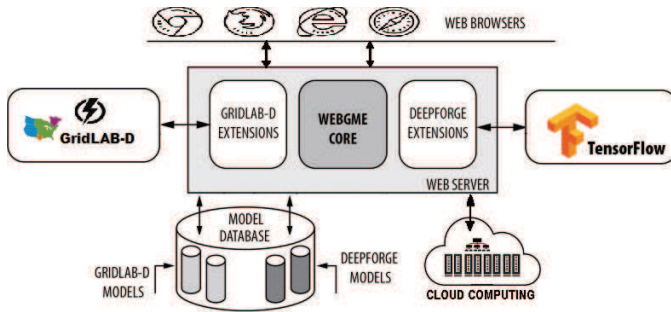 WEB BROWSERS
GRIDLAB-D
EXTENSIONS
WEBGME
CORE
DEEPFORGE
EXTENSIONS
GridLAB-D
TensorFlow
WEB SERVER
MODEL
DATABASE
GRIDLAB-D
MODELS
DEEPFORGE
MODELS
CLOUD COMPUTING